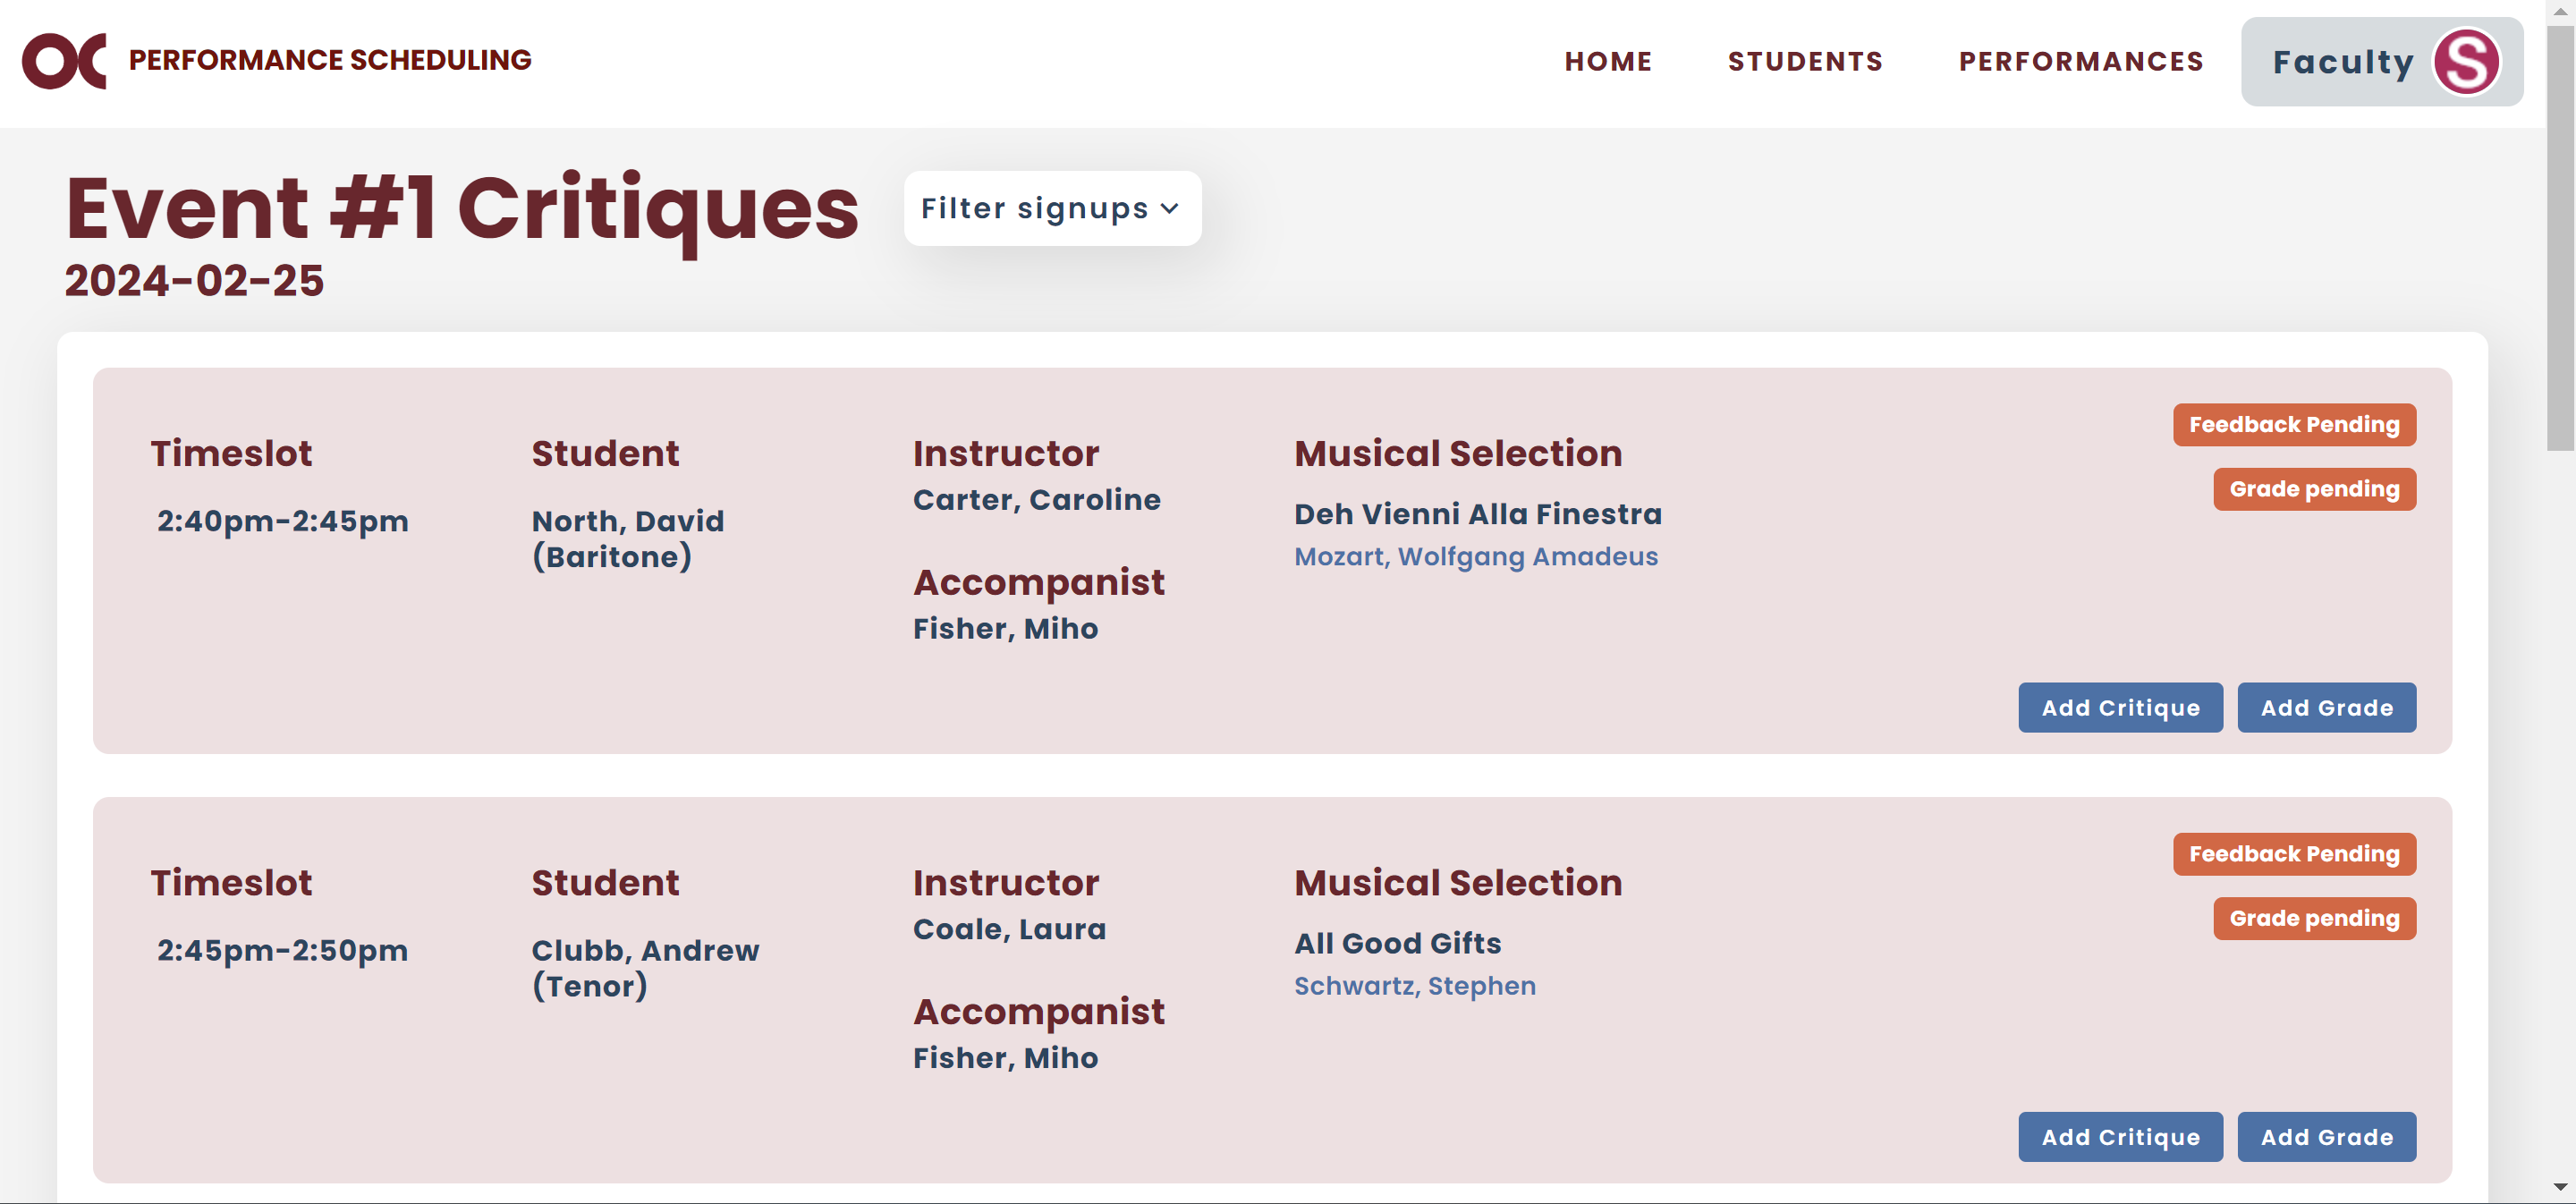 OC PERFORMANCE SCHEDULING
HOME STUDENTS PERFORMANCES Faculty S
Event #1 Critiques
Filter signups
2024-02-25
Feedback Pending
Grade pending
Timeslot
2:40pm-2:45pm
Student
North, David
(Baritone)
Instructor
Carter, Caroline
Accompanist
Fisher, Miho
Musical Selection
Deh Vienni Alla Finestra
Mozart, Wolfgang Amadeus
Add Critique Add Grade
Feedback Pending
Grade pending
Timeslot
2:45pm-2:50pm
Student
Clubb, Andrew
(Tenor)
Instructor
Coale, Laura
Accompanist
Fisher, Miho
Musical Selection
All Good Gifts
Schwartz, Stephen
Add Critique Add Grade